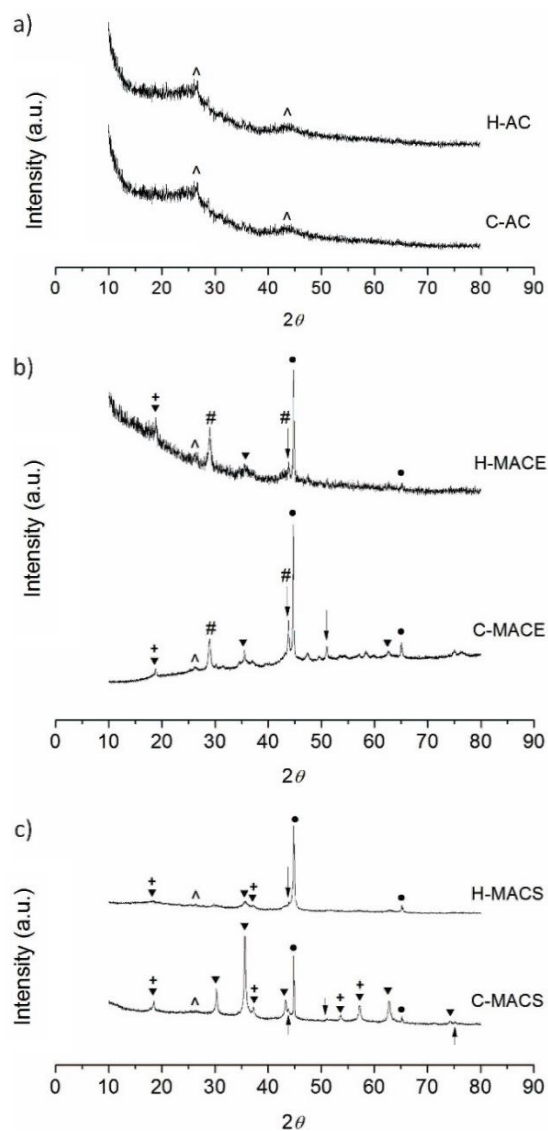 a)
^
^
H-AC
^
^
C-AC
Intensity (a.u.)
0 10 20 30 40 50 60 70 80 90
2θ
b)
•
+
▼
^
#
▼
#
•
H-MACE
•
#
+
▼
^
#
▼
▼
•
C-MACE
Intensity (a.u.)
0 10 20 30 40 50 60 70 80 90
2θ
c)
•
+
▼
^
▼
+
▼
•
H-MACS
▼
+
▼
^
▼
+
▼
▼
•
+
▼
+
▼
▼
•
▼
C-MACS
Intensity (a.u.)
0 10 20 30 40 50 60 70 80 90
2θ